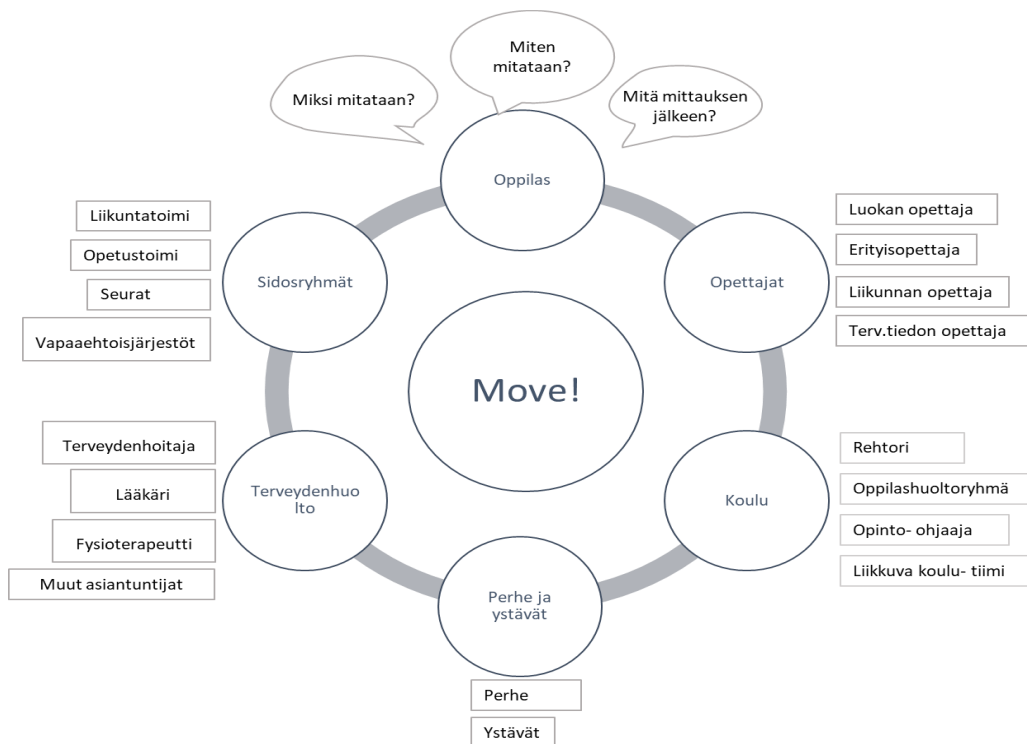 Miten
mitataan?
Miksi mitataan?
Mitä mittauksen
jälkeen?
Oppilas
Liikuntatoimi
Opetustoimi
Seurat
Vapaaehtoisjärjestöt
Sidosryhmät
Opettajat
Luokan opettaja
Erityisopettaja
Liikunnan opettaja
Terv.tiedon opettaja
Move!
Terveydenhoitaja
Lääkäri
Fysioterapeutti
Muut asiantuntijat
Terveydenhuo
lto
Koulu
Rehtori
Oppilashuoltoryhmä
Opinto- ohjaaja
Liikkuva koulu- tiimi
Perhe ja
ystävät
Perhe
Ystävät